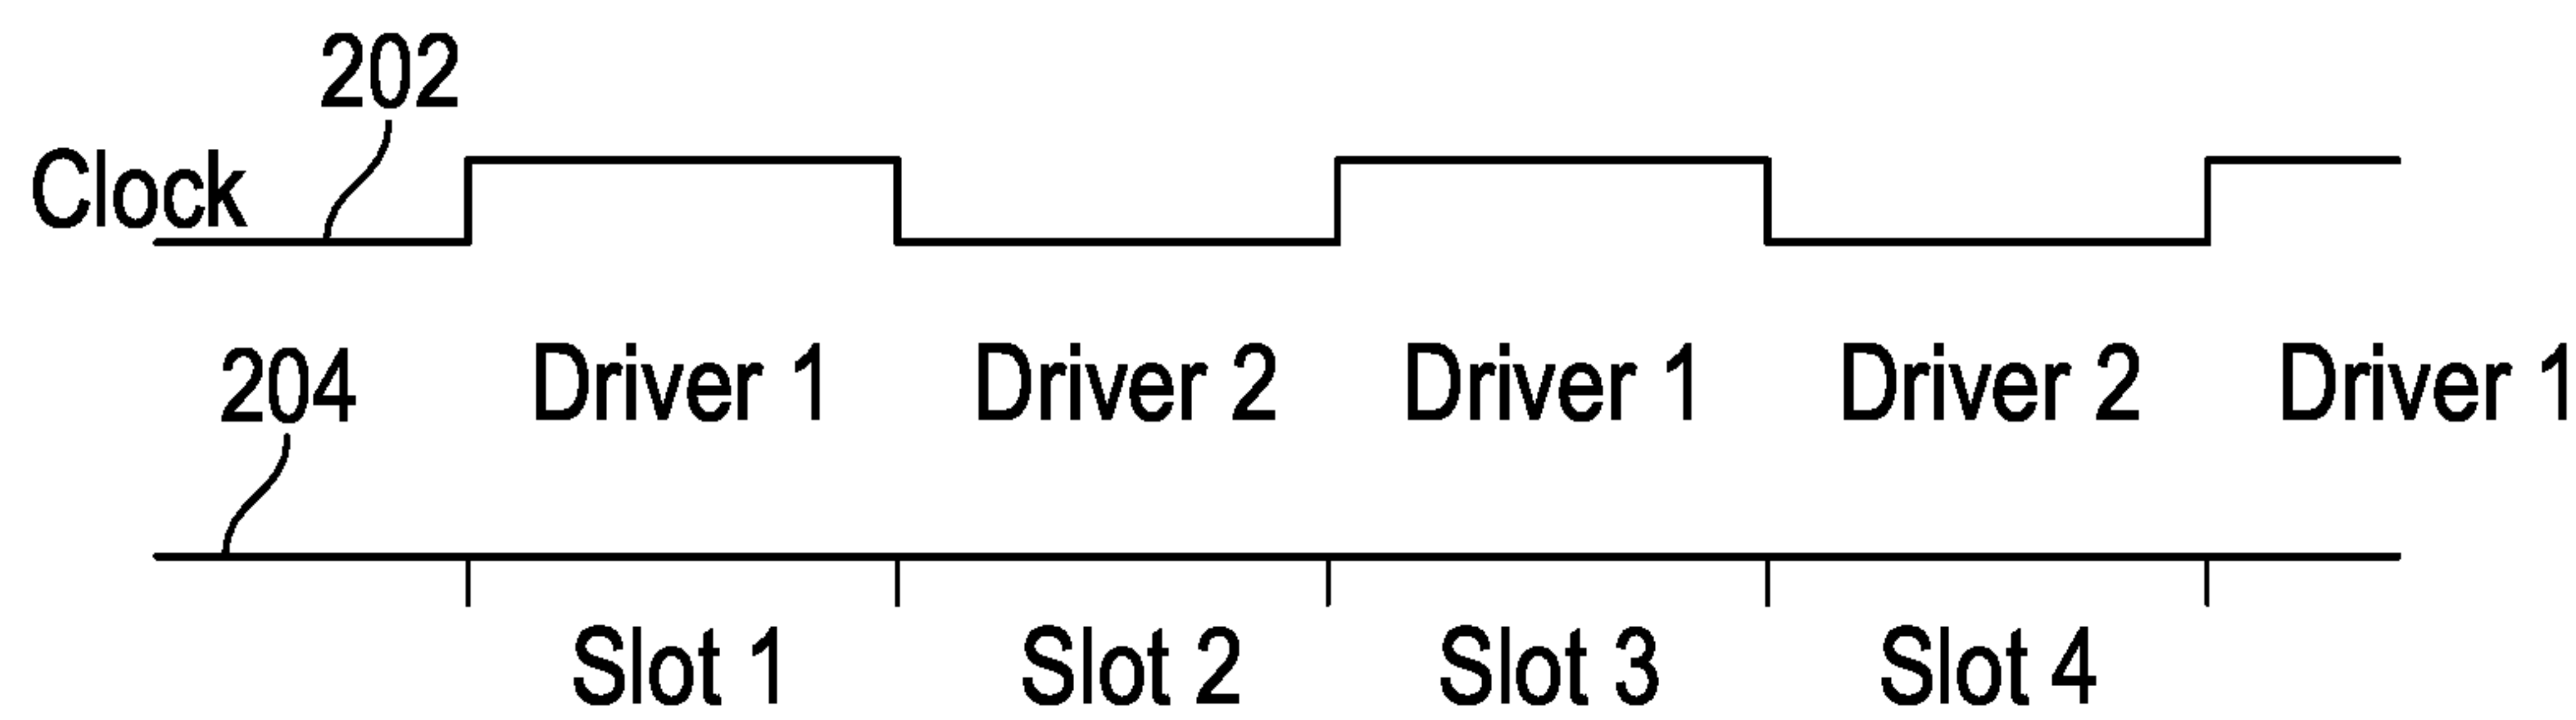 202
Clock
204 Driver 1 Driver 2 Driver 1 Driver 2 Driver 1
Slot 1 Slot 2 Slot 3 Slot 4